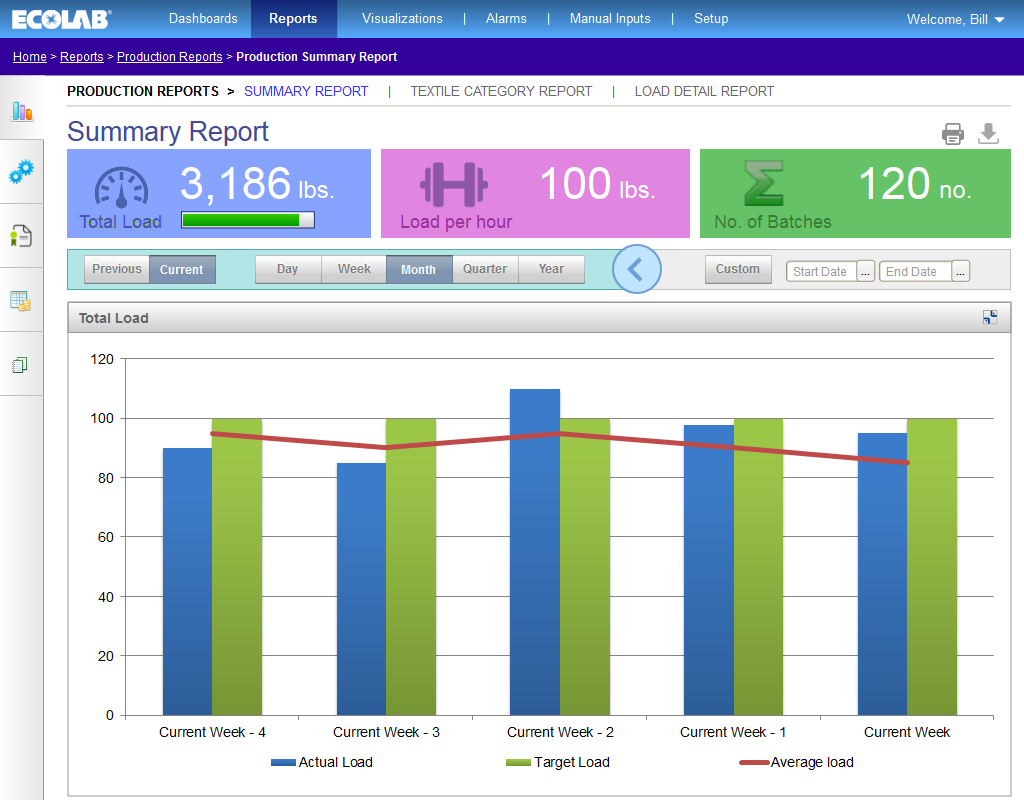 ECOLAB®
Dashboards Reports Visualizations | Alarms | Manual Inputs | Setup Welcome, Bill
Home > Reports > Production Reports > Production Summary Report
PRODUCTION REPORTS > SUMMARY REPORT | TEXTILE CATEGORY REPORT | LOAD DETAIL REPORT
Summary Report
3,186 lbs.
Total Load
100 lbs.
Load per hour
120 no.
No. of Batches
Previous Current Day Week Month Quarter Year Custom Start Date ... End Date ...
Total Load
120
100
80
60
40
20
0
Current Week - 4 Current Week - 3 Current Week - 2 Current Week - 1 Current Week
Actual Load Target Load Average load